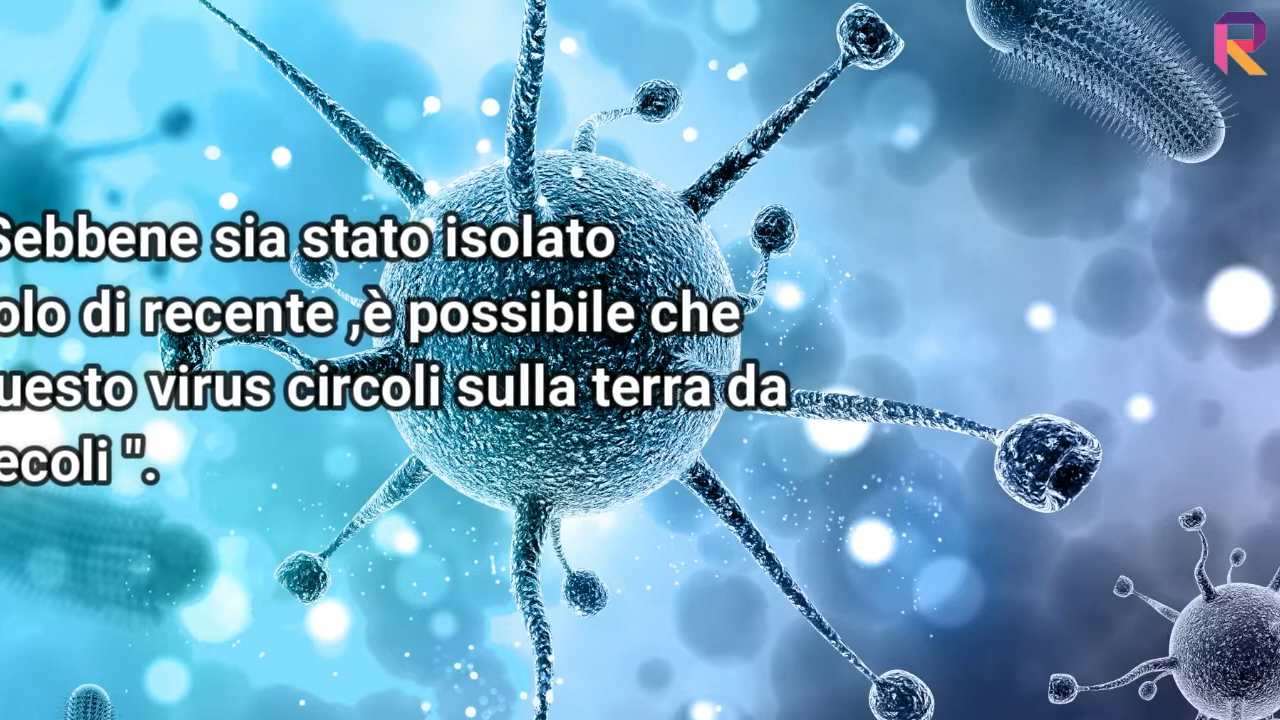 Sebbene sia stato isolato
olo di recente ,è possibile che
uesto virus circoli sulla terra da
ecoli ".